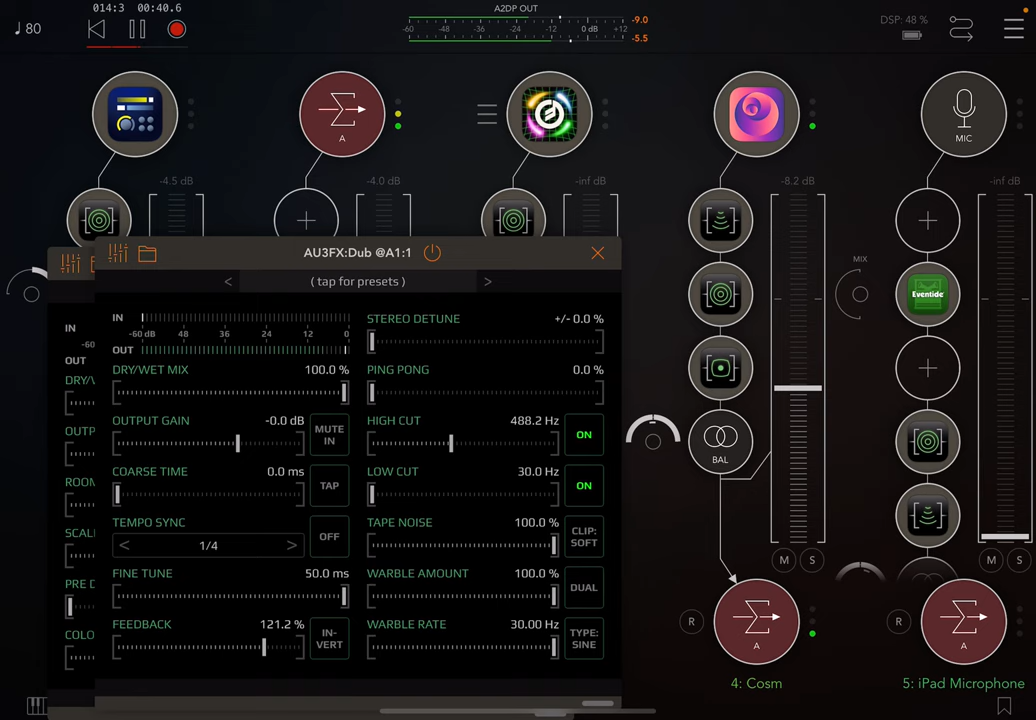 014:3 00:40.6
A2DP OUT
♩ 80
-60 -48 -36 -24 -12 0 dB +12
-9.0
-5.5
DSP: 48 %
A
MIC
-4.5 dB
-4.0 dB
-inf dB
-8.2 dB
-inf dB
MIX
Eventide
BAL
M S
M S
R
A
R
A
4: Cosm
5: iPad Microphone
AU3FX:Dub @A1:1
< ( tap for presets ) >
IN
-60
OUT
DRY/
OUTP
ROOM
SCAL
PRE D
COLO
IN
-60 dB 48 36 24 12 0
OUT
DRY/WET MIX 100.0 %
OUTPUT GAIN -0.0 dB
MUTE IN
COARSE TIME 0.0 ms
TAP
TEMPO SYNC
< 1/4 >
OFF
FINE TUNE 50.0 ms
FEEDBACK 121.2 %
IN-
VERT
STEREO DETUNE +/- 0.0 %
PING PONG 0.0 %
HIGH CUT 488.2 Hz
ON
LOW CUT 30.0 Hz
ON
TAPE NOISE 100.0 %
CLIP:
SOFT
WARBLE AMOUNT 100.0 %
DUAL
WARBLE RATE 30.00 Hz
TYPE:
SINE